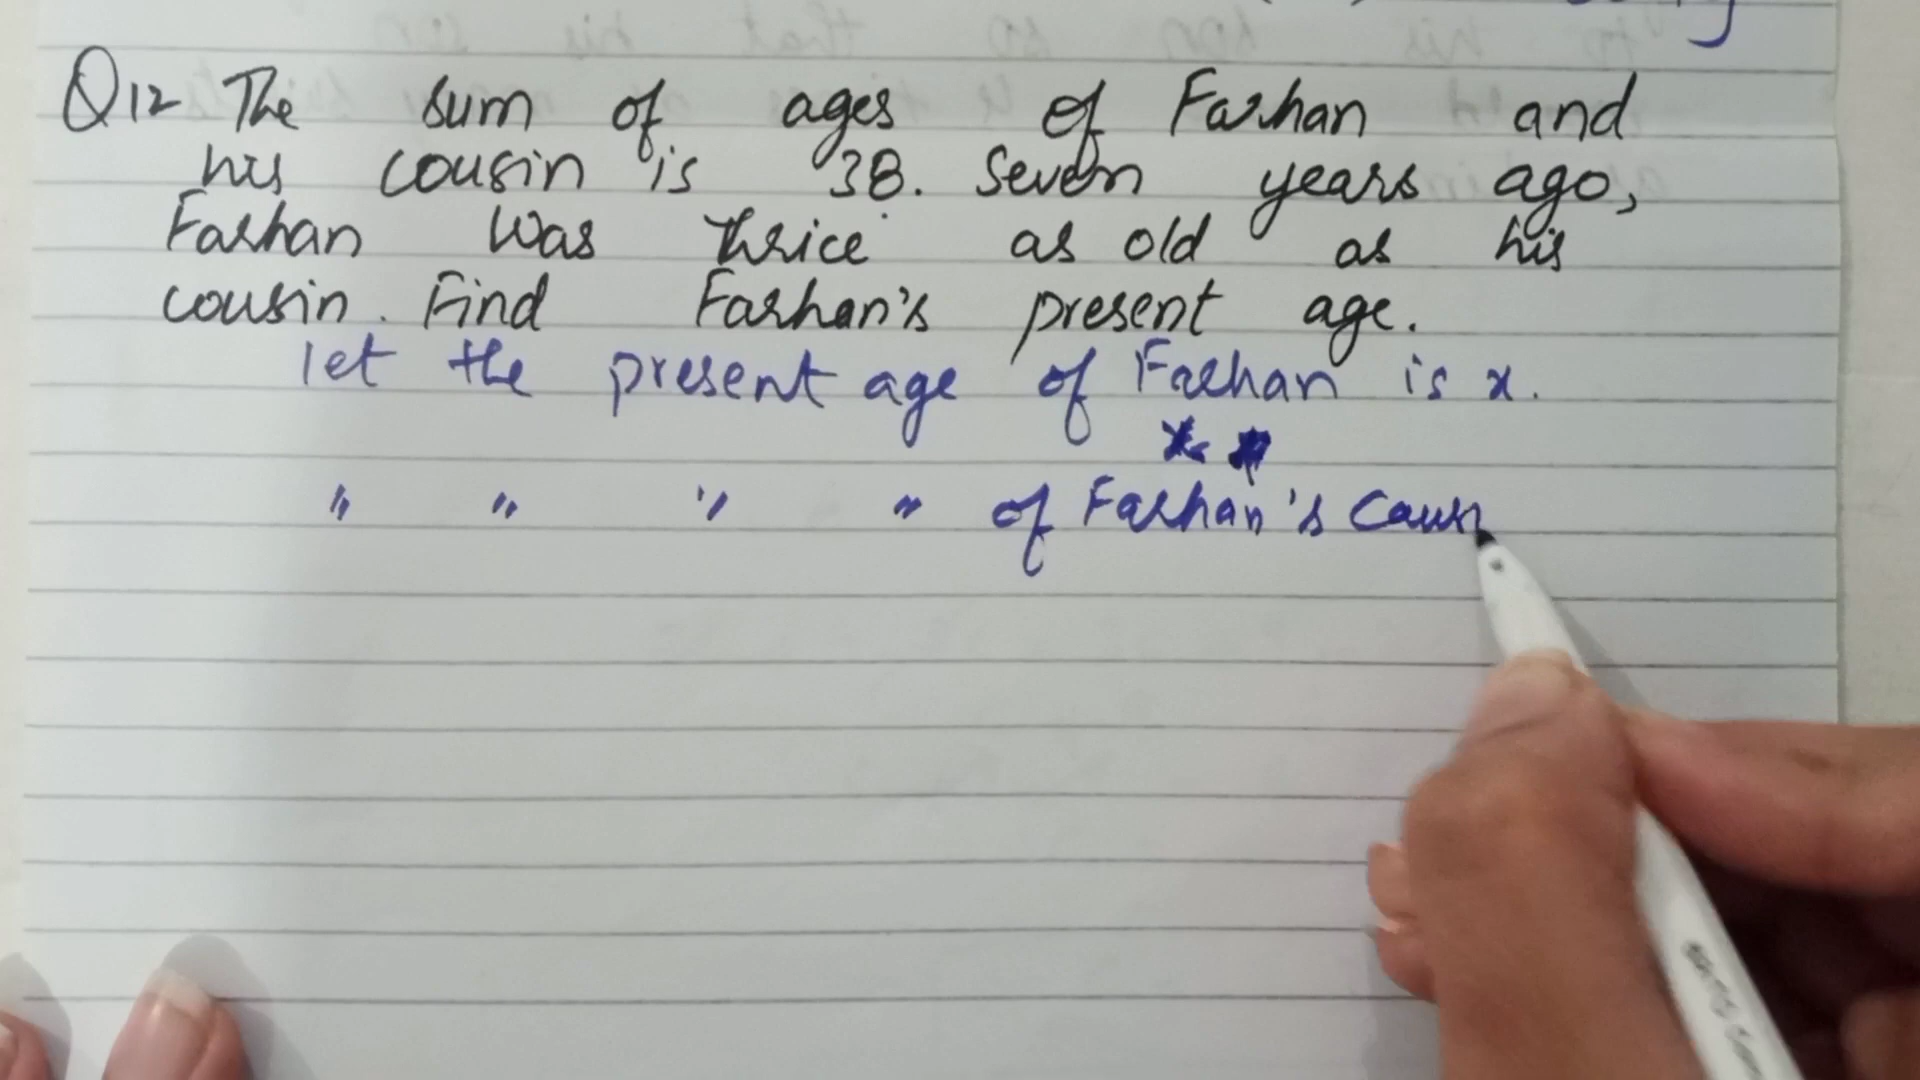 Q12 The sum of ages of Farhan and
his cousin is 38. Seven years ago,
Farhan was thrice as old as his
cousin. Find Farhan's present age.
let the present age of Farhan is x.
" " " " of Farhan's Cous